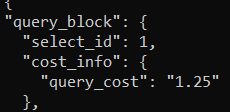 {
"query_block": {
"select_id": 1,
"cost_info": {
"query_cost": "1.25"
},